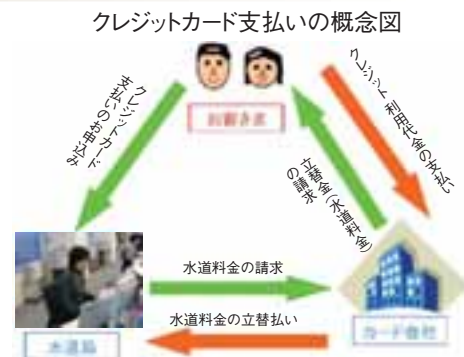 クレジットカード支払いの概念図
お客さま
クレジットカード
支払いのお申込み
クレジット利用代金の支払い
立替金(水道料金)
の請求
水道料金の請求
水道料金の立替払い
水道局
カード会社